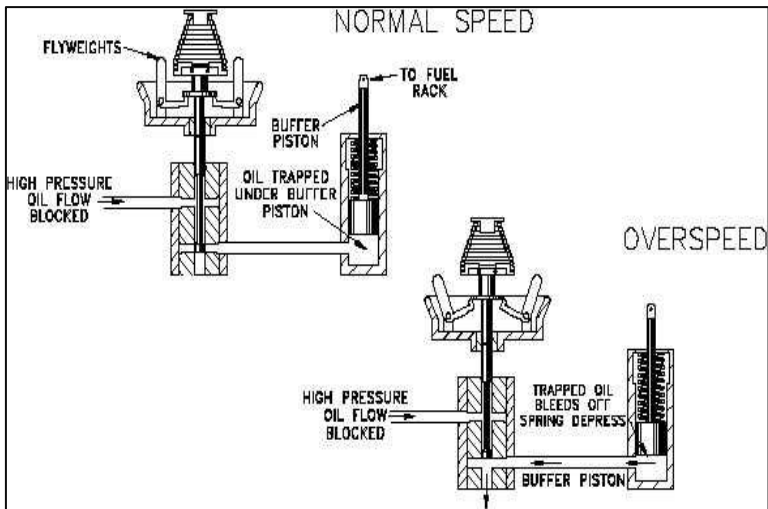 NORMAL SPEED
FLYWEIGHTS
TO FUEL
RACK
BUFFER
PISTON
OIL TRAPPED
UNDER BUFFER
PISTON
HIGH PRESSURE
OIL FLOW
BLOCKED
OVERSPEED
HIGH PRESSURE
OIL FLOW
BLOCKED
TRAPPED OIL
BLEEDS OFF
SPRING DEPRESS
BUFFER PISTON